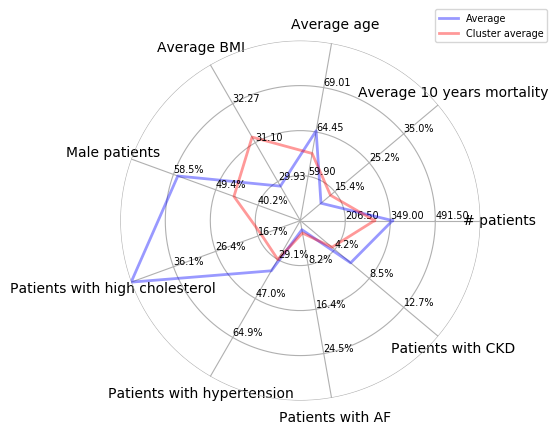 Average
Cluster average
Average age
Average BMI
69.01
Average 10 years mortality
32.27
35.0%
64.45
31.10
Male patients
25.2%
58.5%
59.90
29.93
49.4%
15.4%
40.2%
206.50
349.00
491.50
# patients
16.7%
4.2%
26.4%
29.1%
8.2%
36.1%
8.5%
Patients with high cholesterol
47.0%
16.4%
12.7%
64.9%
24.5%
Patients with CKD
Patients with hypertension
Patients with AF